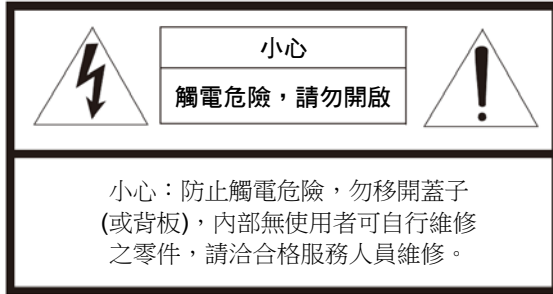 小心
觸電危險，請勿開啟
小心：防止觸電危險，勿移開蓋子
(或背板)，內部無使用者可自行維修
之零件，請洽合格服務人員維修。